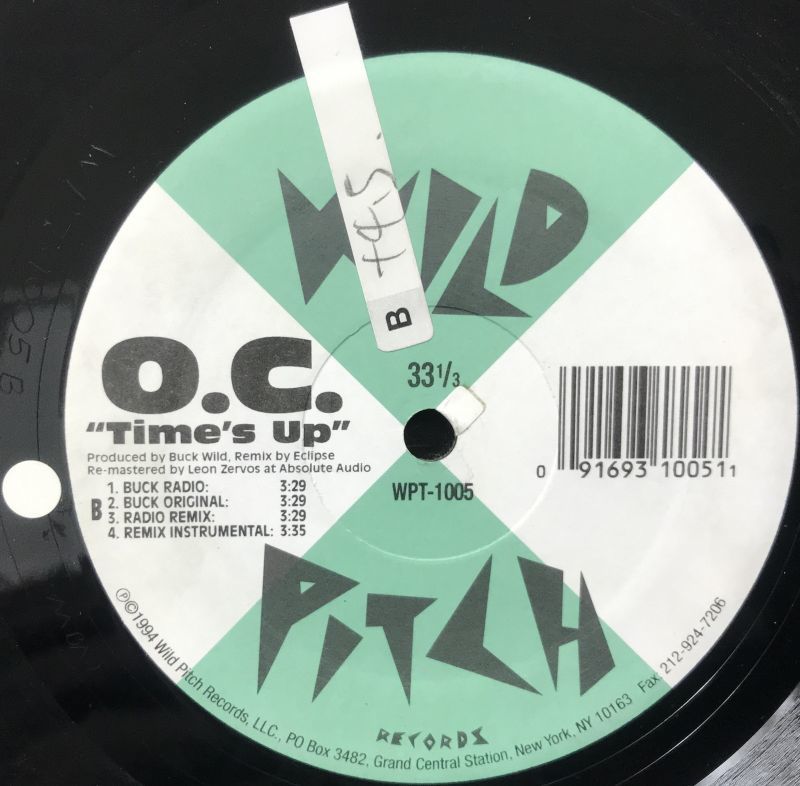 WILD
B
33 1/3
O.C.
"Time's Up"
Produced by Buck Wild, Remix by Eclipse
Re-mastered by Leon Zervos at Absolute Audio
B
1. BUCK RADIO: 3:29
2. BUCK ORIGINAL: 3:29
3. RADIO REMIX: 3:29
4. REMIX INSTRUMENTAL: 3:35
WPT-1005
0 91693 10051 1
PITCH
RECORDS
℗©1994 Wild Pitch Records, LLC., PO Box 3482, Grand Central Station, New York, NY 10163 Fax 212-924-7206